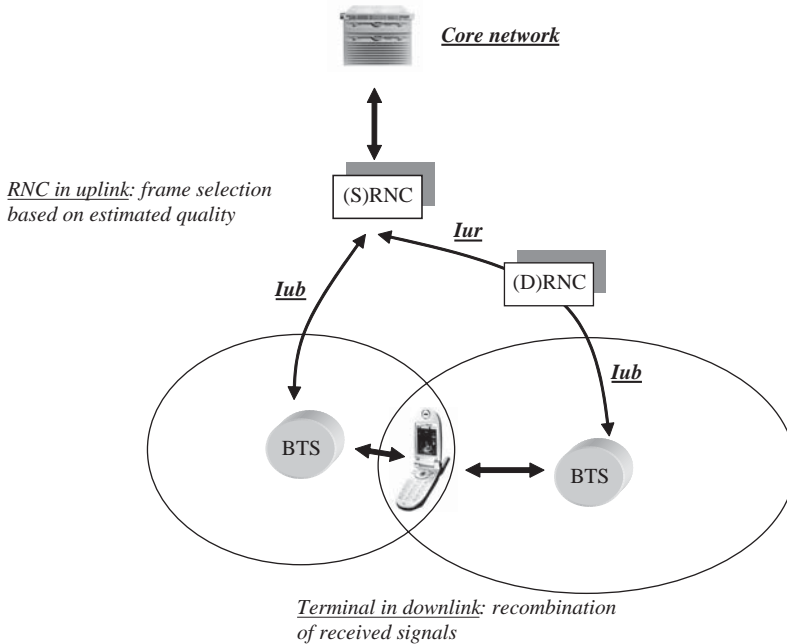 Core network
RNC in uplink: frame selection
based on estimated quality
(S)RNC
Iur
(D)RNC
Iub
Iub
BTS
BTS
Terminal in downlink: recombination
of received signals